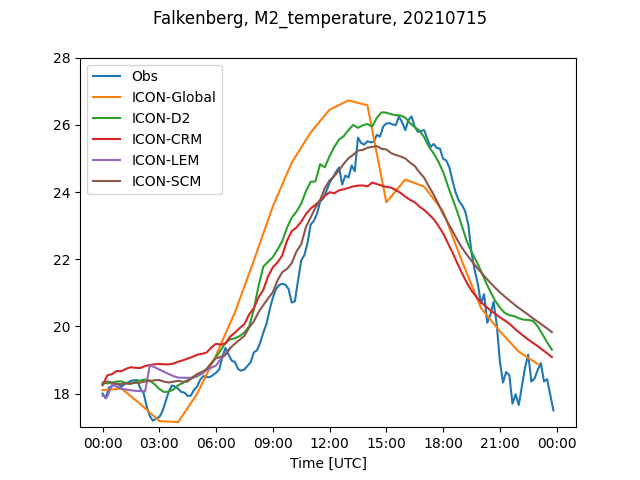 Falkenberg, M2_temperature, 20210715
28
26
24
22
20
18
Obs
ICON-Global
ICON-D2
ICON-CRM
ICON-LEM
ICON-SCM
00:00 03:00 06:00 09:00 12:00 15:00 18:00 21:00 00:00
Time [UTC]